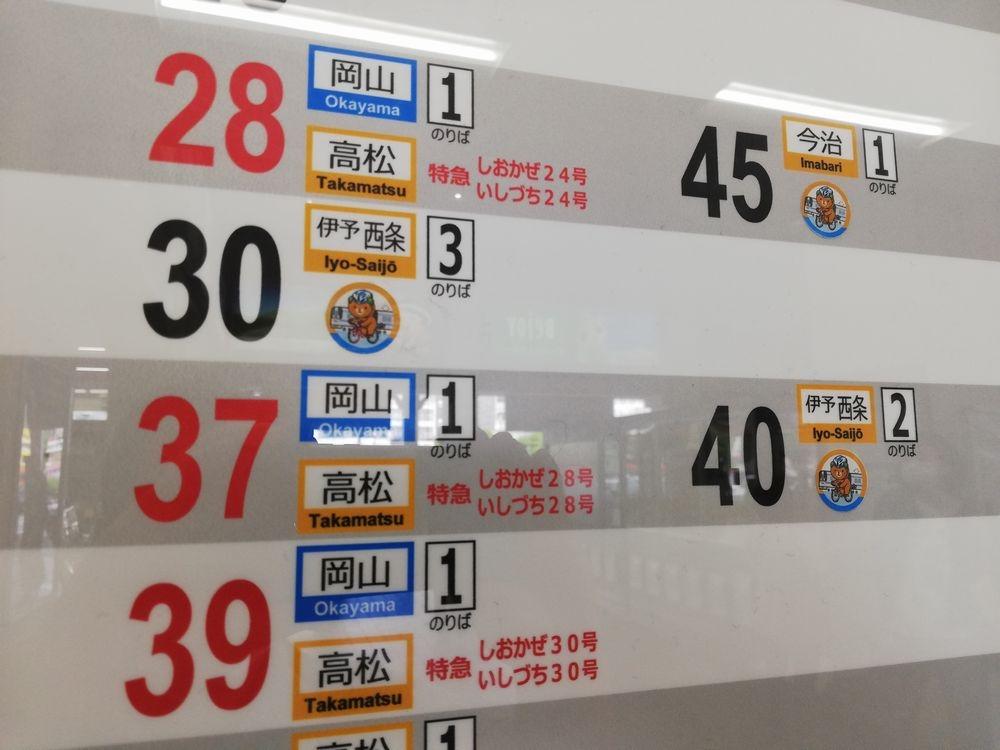 28
岡山
Okayama
1
のりば
高松
Takamatsu
特急
しおかぜ24号
いしづち24号
45
今治
Imabari
1
のりば
30
伊予西条
Iyo-Saijō
3
のりば
37
岡山
Okayama
1
のりば
高松
Takamatsu
特急
しおかぜ28号
いしづち28号
40
伊予西条
Iyo-Saijō
2
のりば
39
岡山
Okayama
1
のりば
高松
Takamatsu
特急
しおかぜ30号
いしづち30号
高松
1